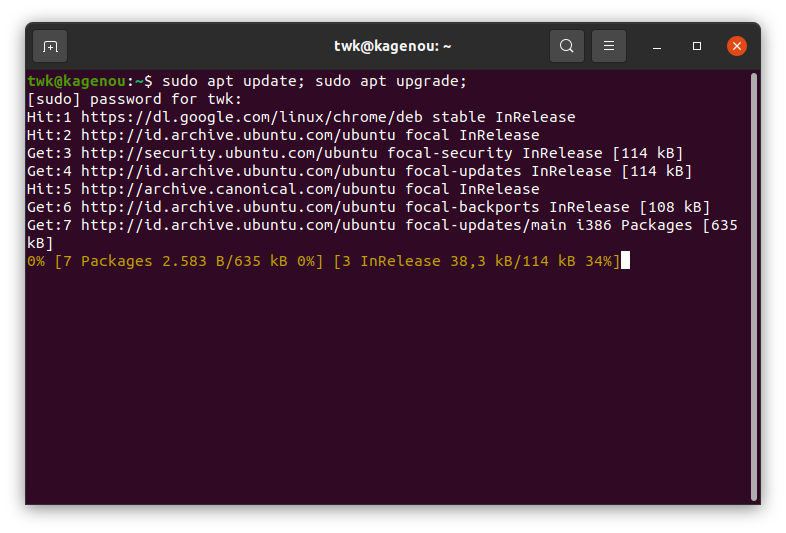 twk@kagenou: ~
twk@kagenou:~$ sudo apt update; sudo apt upgrade;
[sudo] password for twk:
Hit:1 https://dl.google.com/linux/chrome/deb stable InRelease
Hit:2 http://id.archive.ubuntu.com/ubuntu focal InRelease
Get:3 http://security.ubuntu.com/ubuntu focal-security InRelease [114 kB]
Get:4 http://id.archive.ubuntu.com/ubuntu focal-updates InRelease [114 kB]
Hit:5 http://archive.canonical.com/ubuntu focal InRelease
Get:6 http://id.archive.ubuntu.com/ubuntu focal-backports InRelease [108 kB]
Get:7 http://id.archive.ubuntu.com/ubuntu focal-updates/main i386 Packages [635
kB]
0% [7 Packages 2.583 B/635 kB 0%] [3 InRelease 38,3 kB/114 kB 34%]